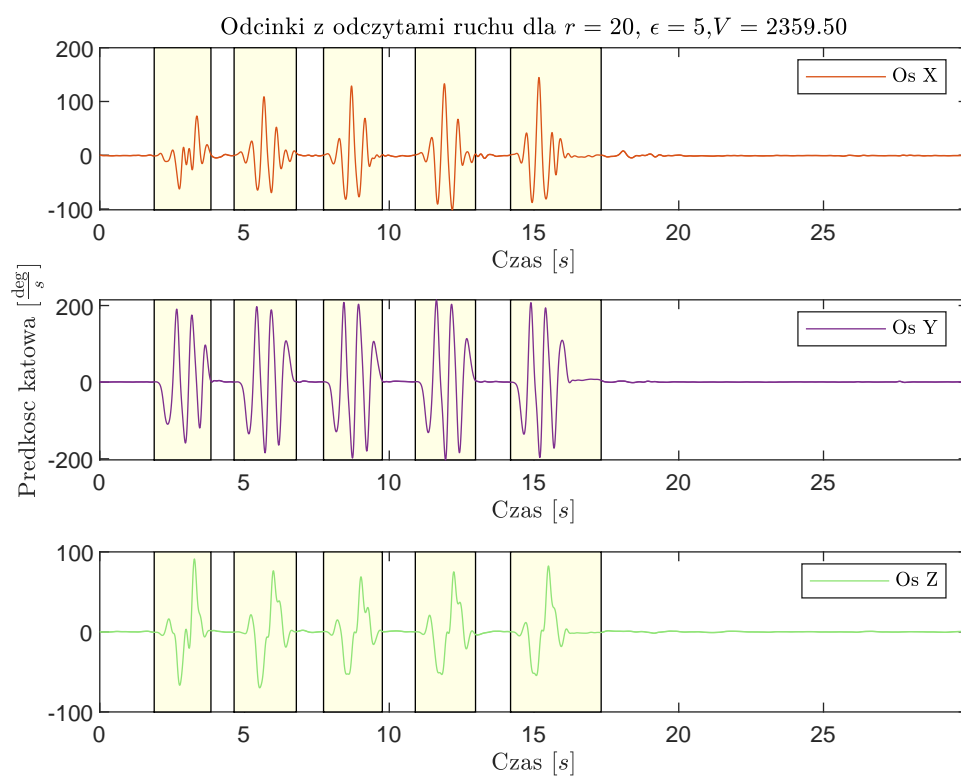 Odcinki z odczytami ruchu dla r = 20, ϵ = 5,V = 2359.50
200
100
0
-100
Os X
0 5 10 15 20 25
Czas [s]
Predkosc katowa [deg/s]
200
0
-200
Os Y
0 5 10 15 20 25
Czas [s]
100
0
-100
Os Z
0 5 10 15 20 25
Czas [s]